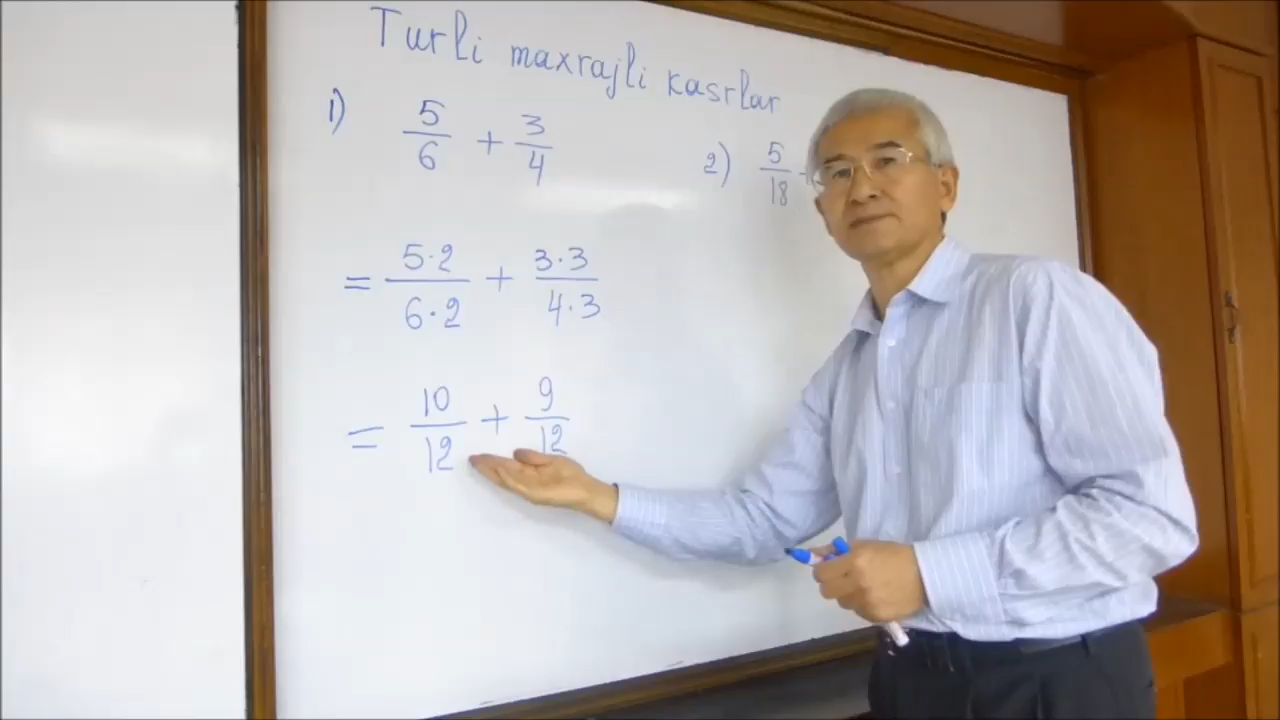 Turli maxrajli kasrlar
1) 5/6 + 3/4
= 5·2/6·2 + 3·3/4·3
= 10/12 + 9/12
2) 5/18